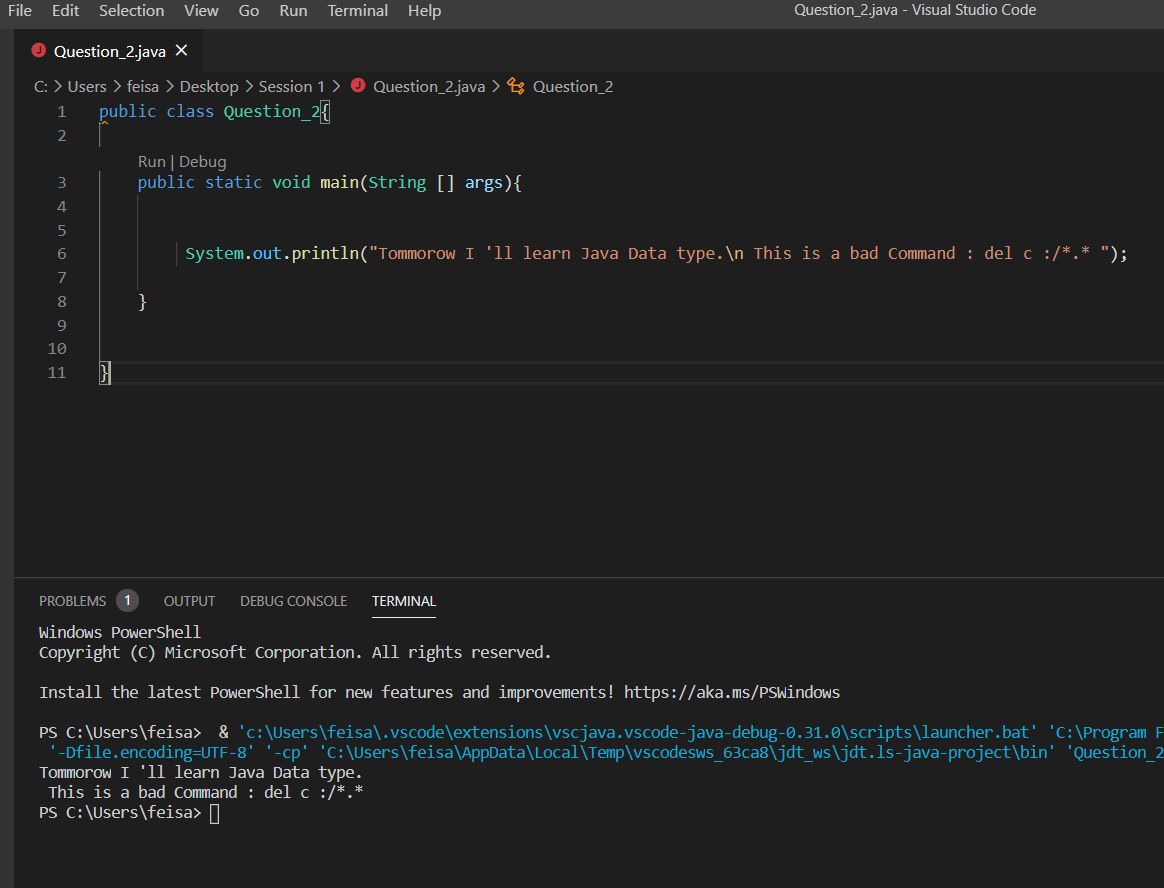 File Edit Selection View Go Run Terminal Help Question_2.java - Visual Studio Code
Question_2.java
C: > Users > feisa > Desktop > Session 1 > Question_2.java > Question_2
1 public class Question_2{
2
Run | Debug
3 public static void main(String [] args){
4
5
6 System.out.println("Tommorow I 'll learn Java Data type.\n This is a bad Command : del c :/*.* ");
7
8 }
9
10
11 }
PROBLEMS 1 OUTPUT DEBUG CONSOLE TERMINAL
Windows PowerShell
Copyright (C) Microsoft Corporation. All rights reserved.
Install the latest PowerShell for new features and improvements! https://aka.ms/PSWindows
PS C:\Users\feisa>  & 'c:\Users\feisa\.vscode\extensions\vscjava.vscode-java-debug-0.31.0\scripts\launcher.bat' 'C:\Program F
'-Dfile.encoding=UTF-8' '-cp' 'C:\Users\feisa\AppData\Local\Temp\vscodesws_63ca8\jdt_ws\jdt.ls-java-project\bin' 'Question_2
Tommorow I 'll learn Java Data type.
This is a bad Command : del c :/*.*
PS C:\Users\feisa>